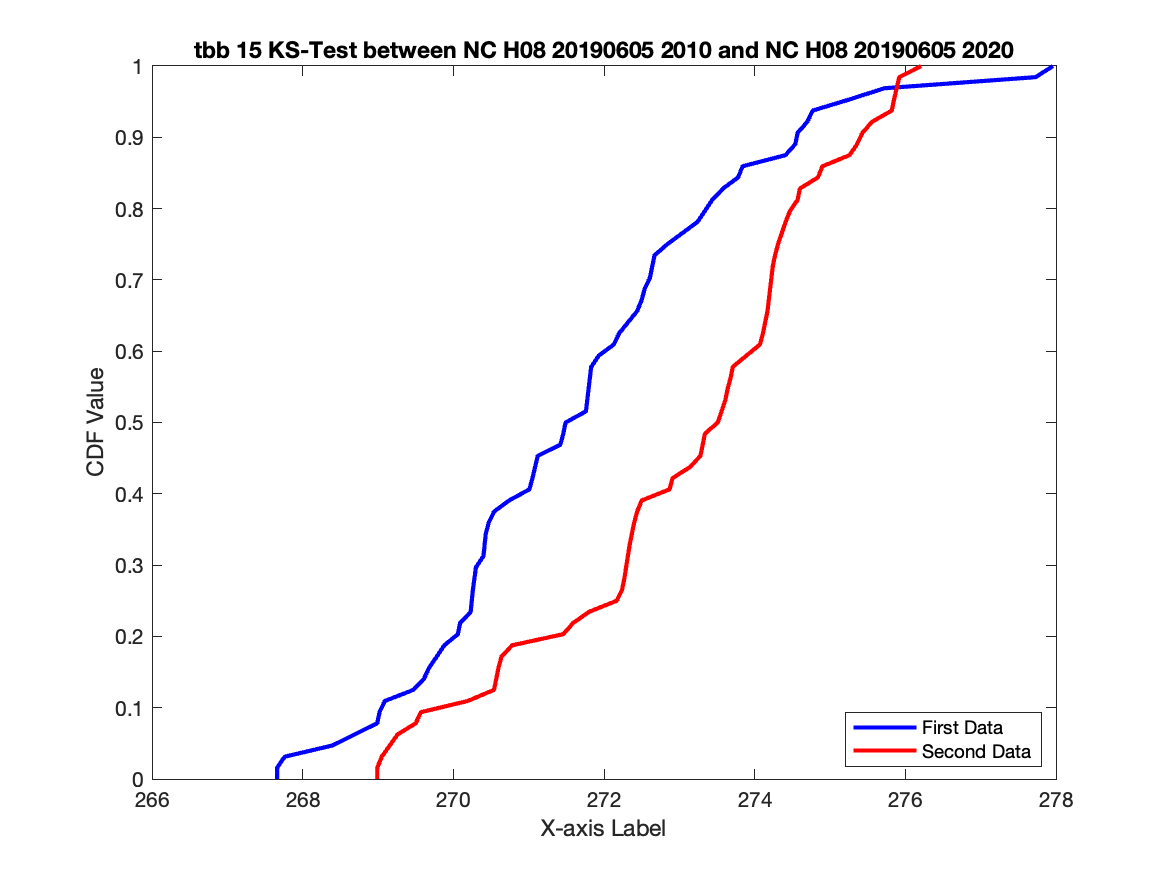 tbb 15 KS-Test between NC H08 20190605 2010 and NC H08 20190605 2020
1
0.9
0.8
0.7
0.6
0.5
0.4
0.3
0.2
0.1
0
CDF Value
266 268 270 272 274 276 278
X-axis Label
First Data
Second Data